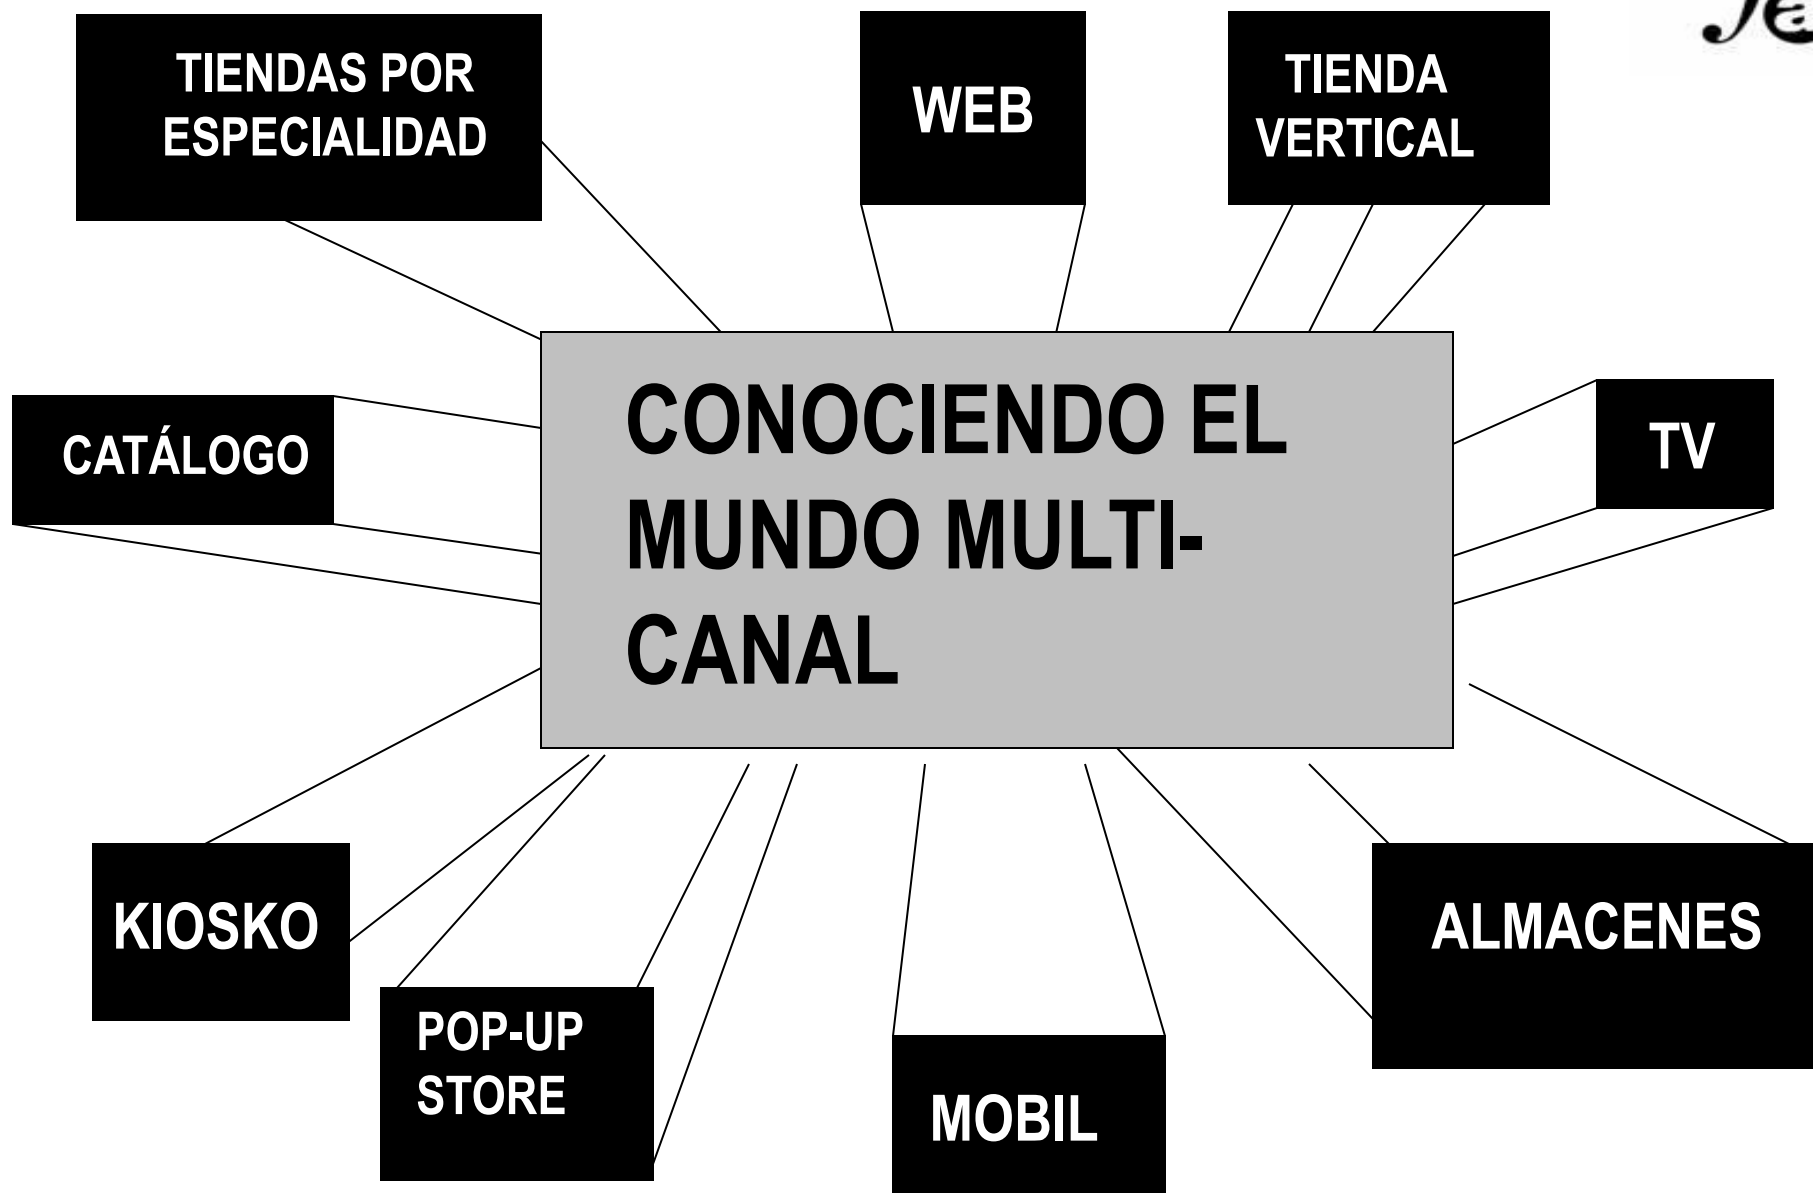 TIENDAS POR
ESPECIALIDAD
WEB
TIENDA
VERTICAL
CONOCIENDO EL
MUNDO MULTI-
CANAL
CATÁLOGO
TV
KIOSKO
POP-UP
STORE
MOBIL
ALMACENES